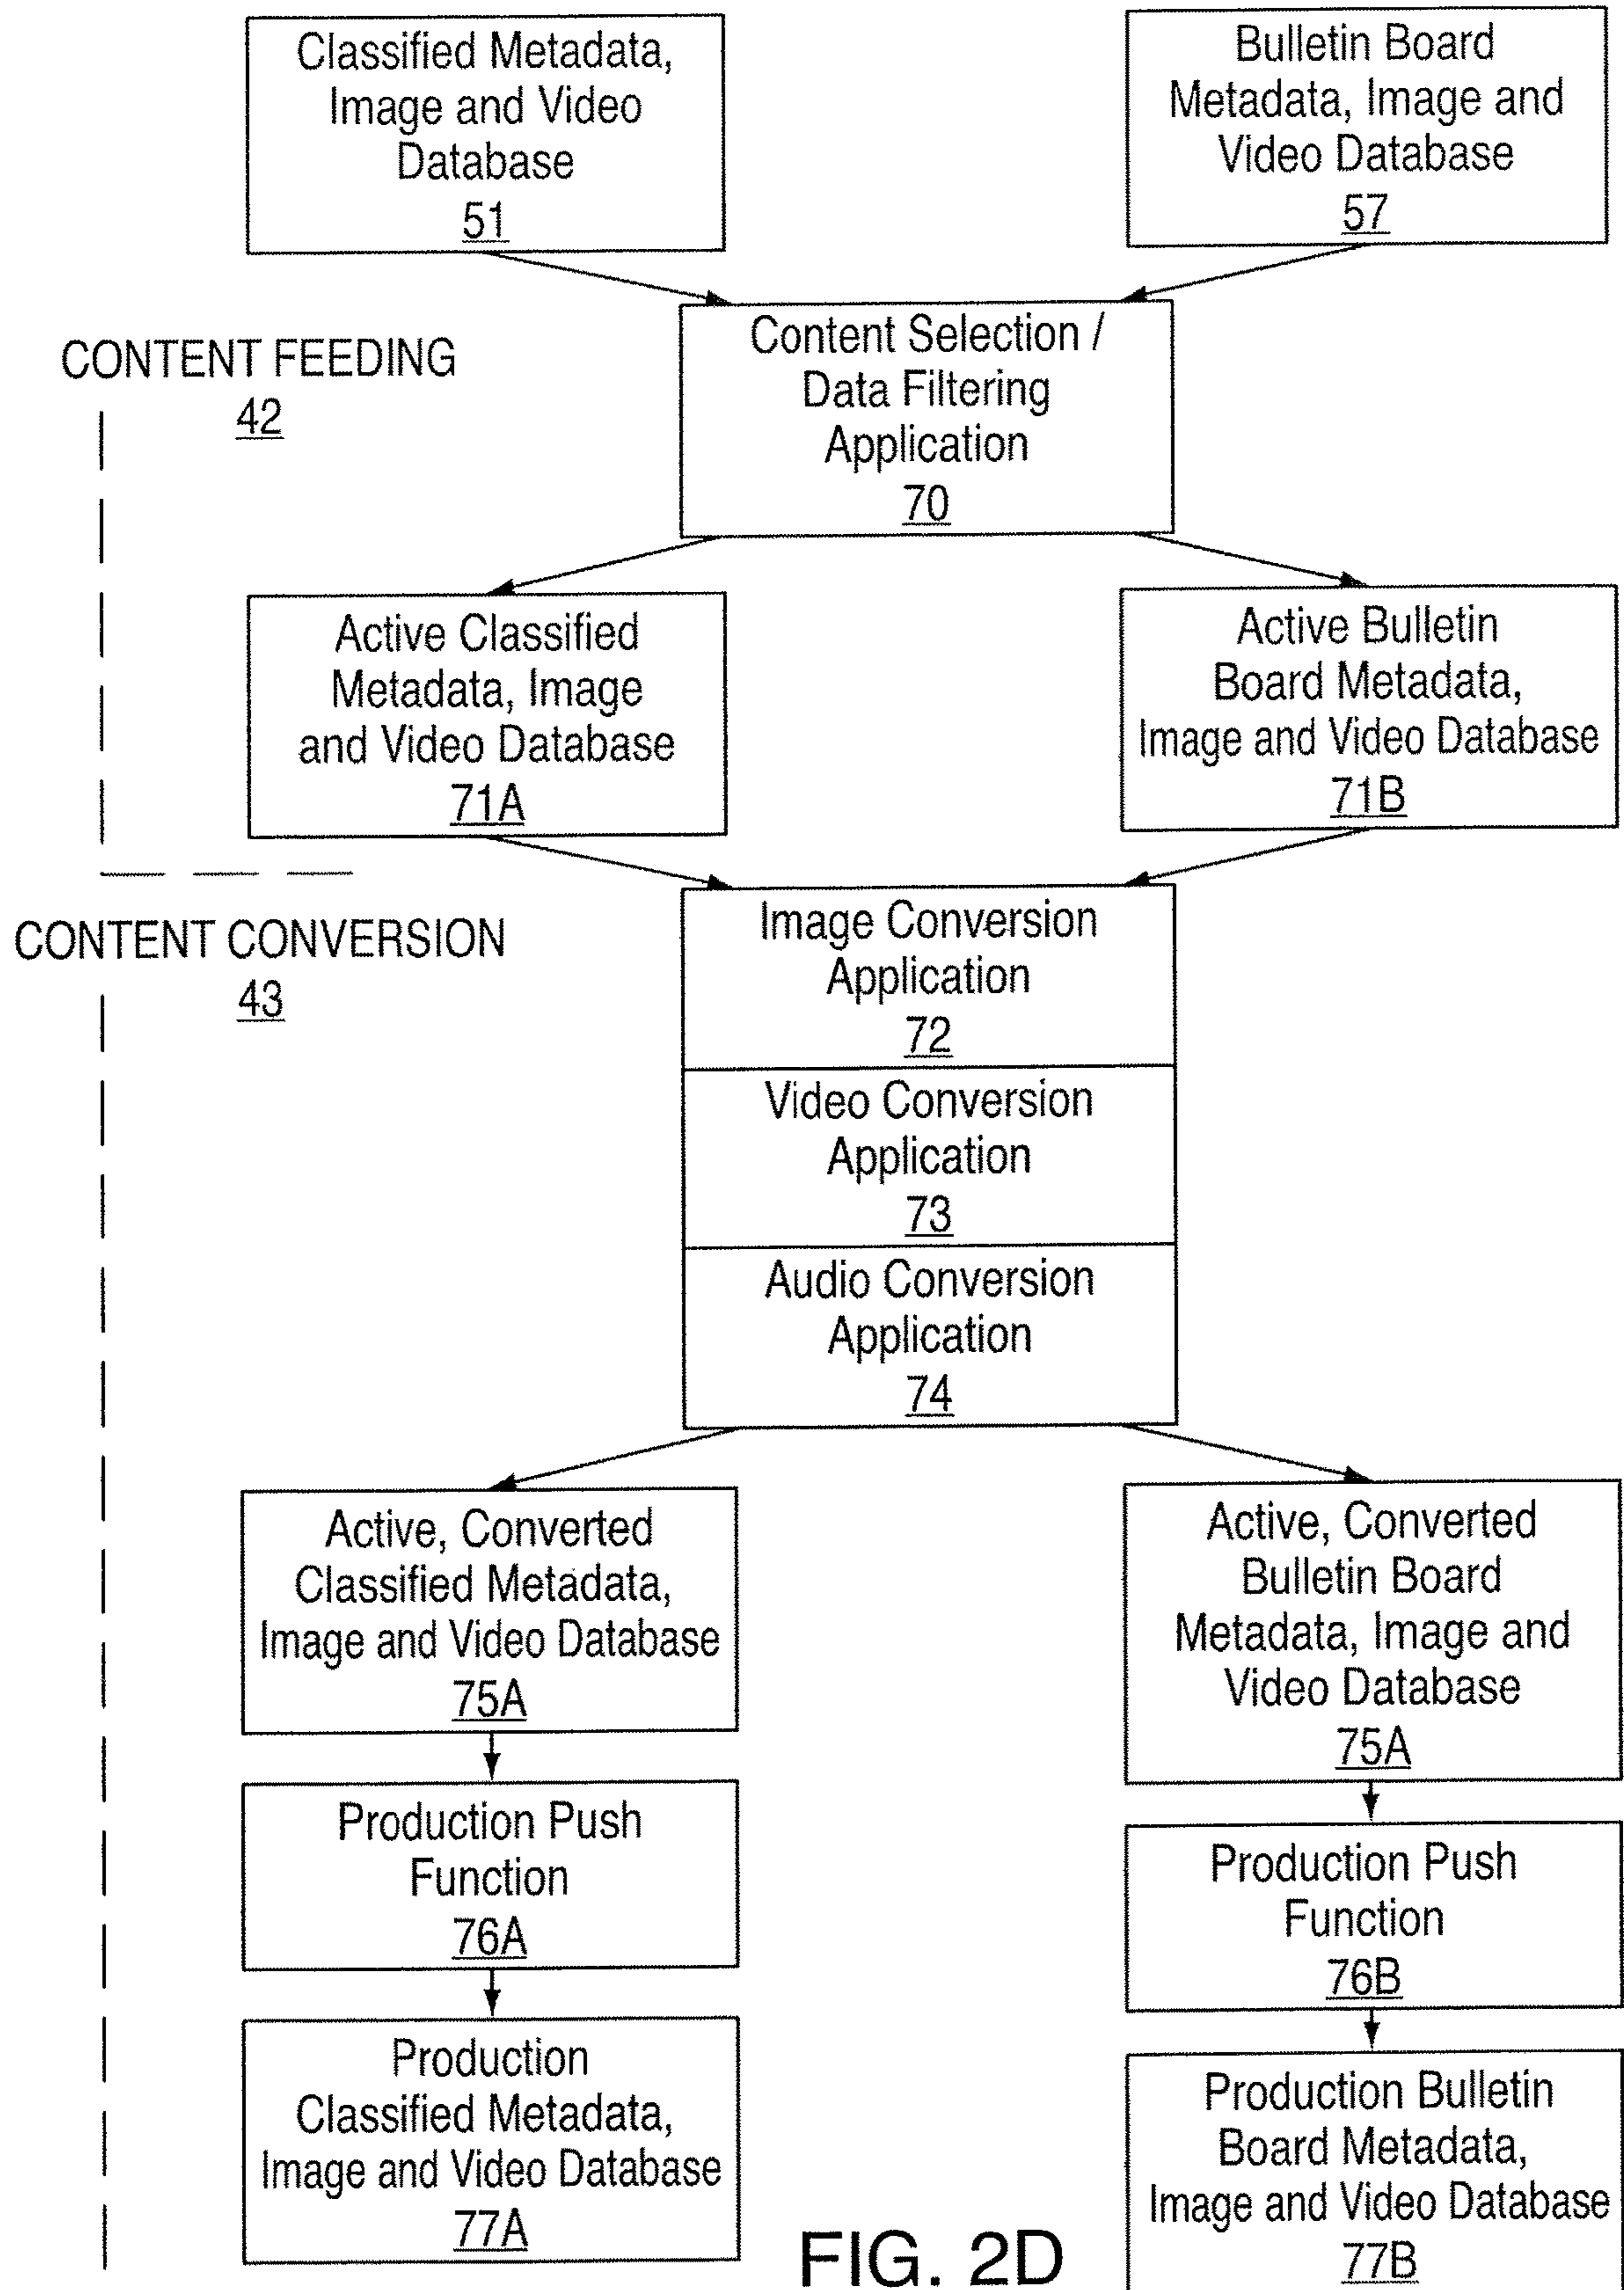 Classified Metadata,
Image and Video
Database
51
Bulletin Board
Metadata, Image and
Video Database
57
CONTENT FEEDING
42
Content Selection /
Data Filtering
Application
70
Active Classified
Metadata, Image
and Video Database
71A
Active Bulletin
Board Metadata,
Image and Video Database
71B
CONTENT CONVERSION
43
Image Conversion
Application
72
Video Conversion
Application
73
Audio Conversion
Application
74
Active, Converted
Classified Metadata,
Image and Video Database
75A
Active, Converted
Bulletin Board
Metadata, Image and
Video Database
75A
Production Push
Function
76A
Production Push
Function
76B
Production
Classified Metadata,
Image and Video Database
77A
Production Bulletin
Board Metadata,
Image and Video Database
77B
FIG. 2D